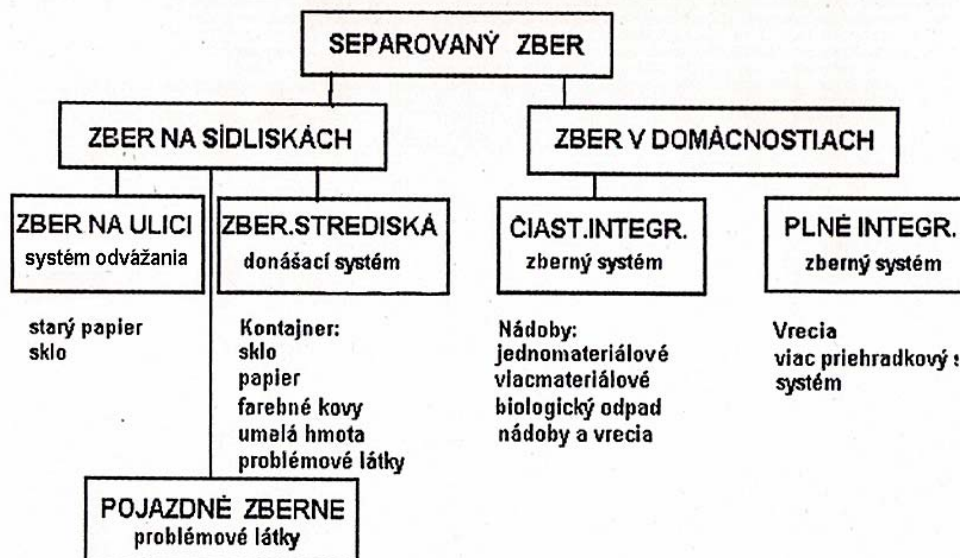 SEPAROVANÝ ZBER
ZBER NA SÍDLISKÁCH
ZBER V DOMÁCNOSTIACH
ZBER NA ULICI
systém odvážania
starý papier
sklo
ZBER.STREDISKÁ
donášací systém
Kontajner:
sklo
papier
farebné kovy
umalá hmota
problémové látky
POJAZDNÉ ZBERNE
problémové látky
ČIAST.INTEGR.
zberný systém
Nádoby:
jednomateriálové
viacmateriálové
biologický odpad
nádoby a vrecia
PLNÉ INTEGR.
zberný systém
Vrecia
viac priehradkový
systém